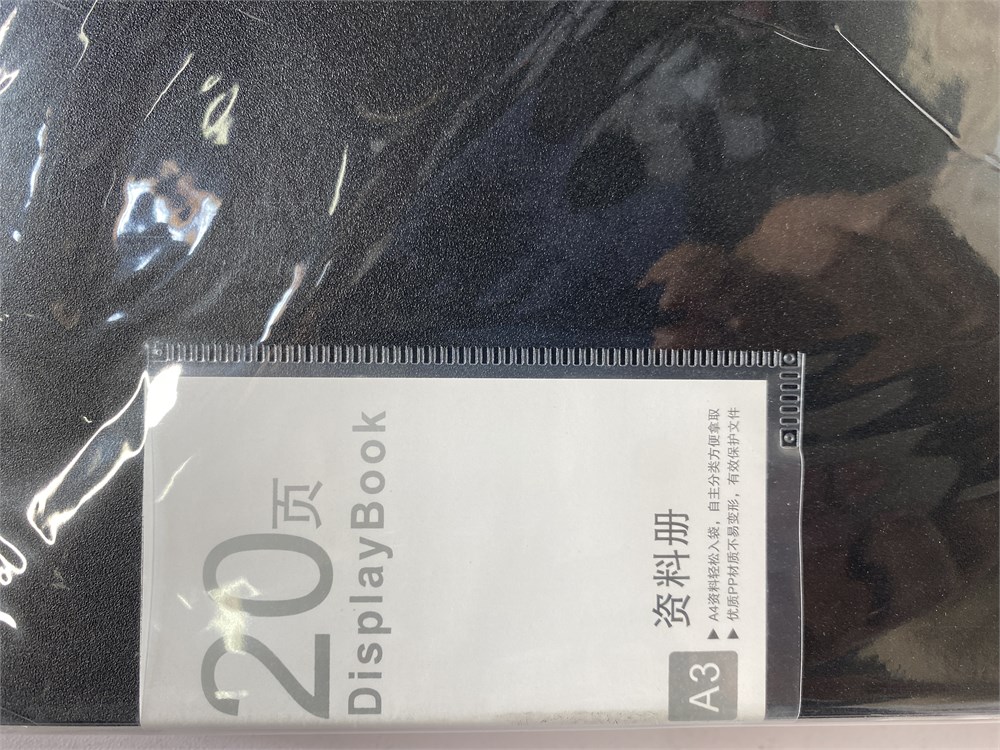 20页
DisplayBook
A3 资料册
▶ A4资料轻松入袋，自主分类方便拿取
▶ 优质PP材质不易变形，有效保护文件